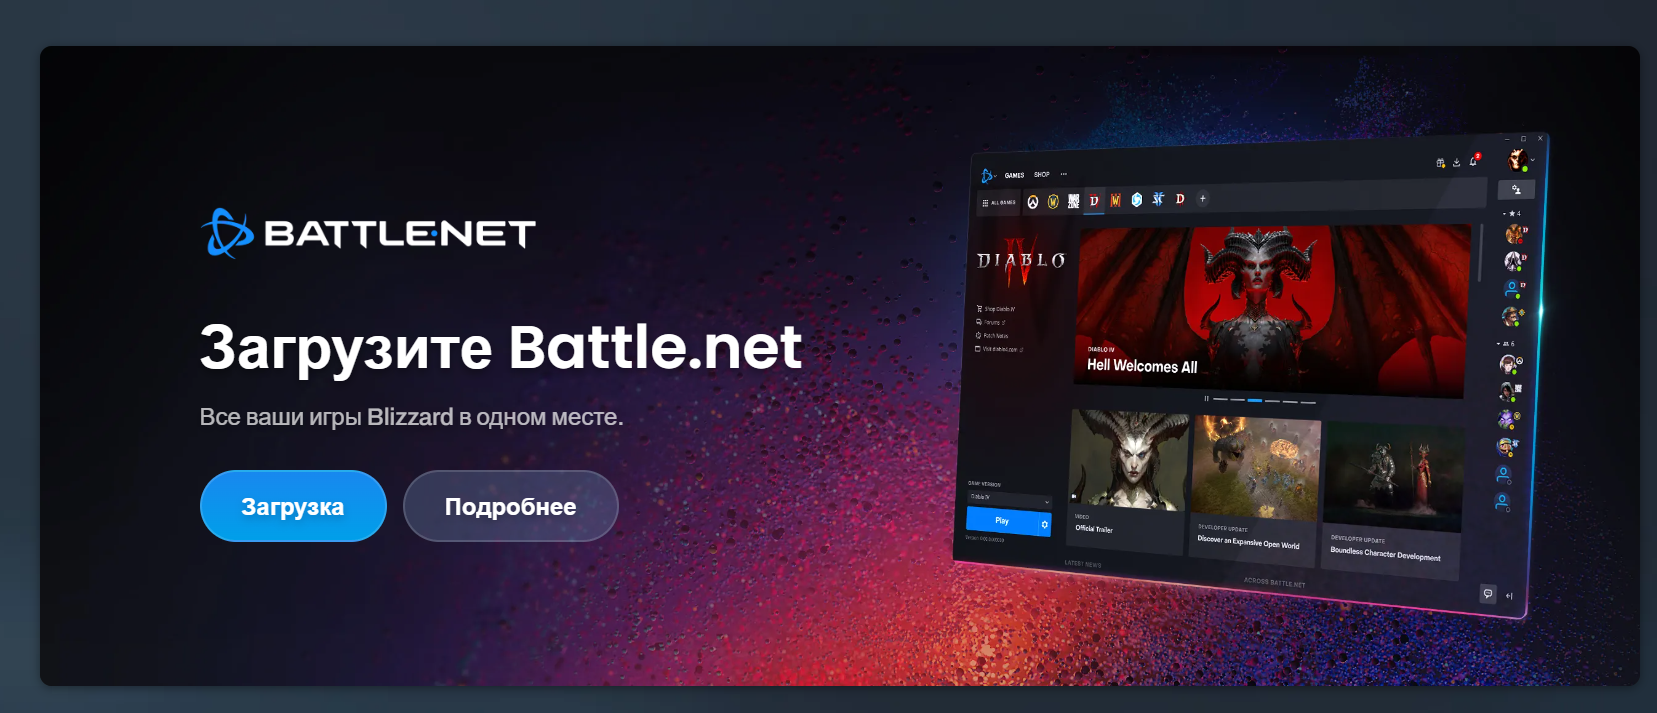 BATTLE.NET
Загрузите Battle.net
Все ваши игры Blizzard в одном месте.
Загрузка
Подробнее
GAMES
SHOP
ALL GAMES
DIABLO
IV
Shop Diablo IV
Forums
Patch Notes
Visit diablo4.com
DIABLO IV
Hell Welcomes All
GAME VERSION
Diablo IV
Play
VIDEO
Official Trailer
DEVELOPER UPDATE
Discover an Expansive Open World
DEVELOPER UPDATE
Boundless Character Development
LATEST NEWS
ACROSS BATTLE.NET
4
6